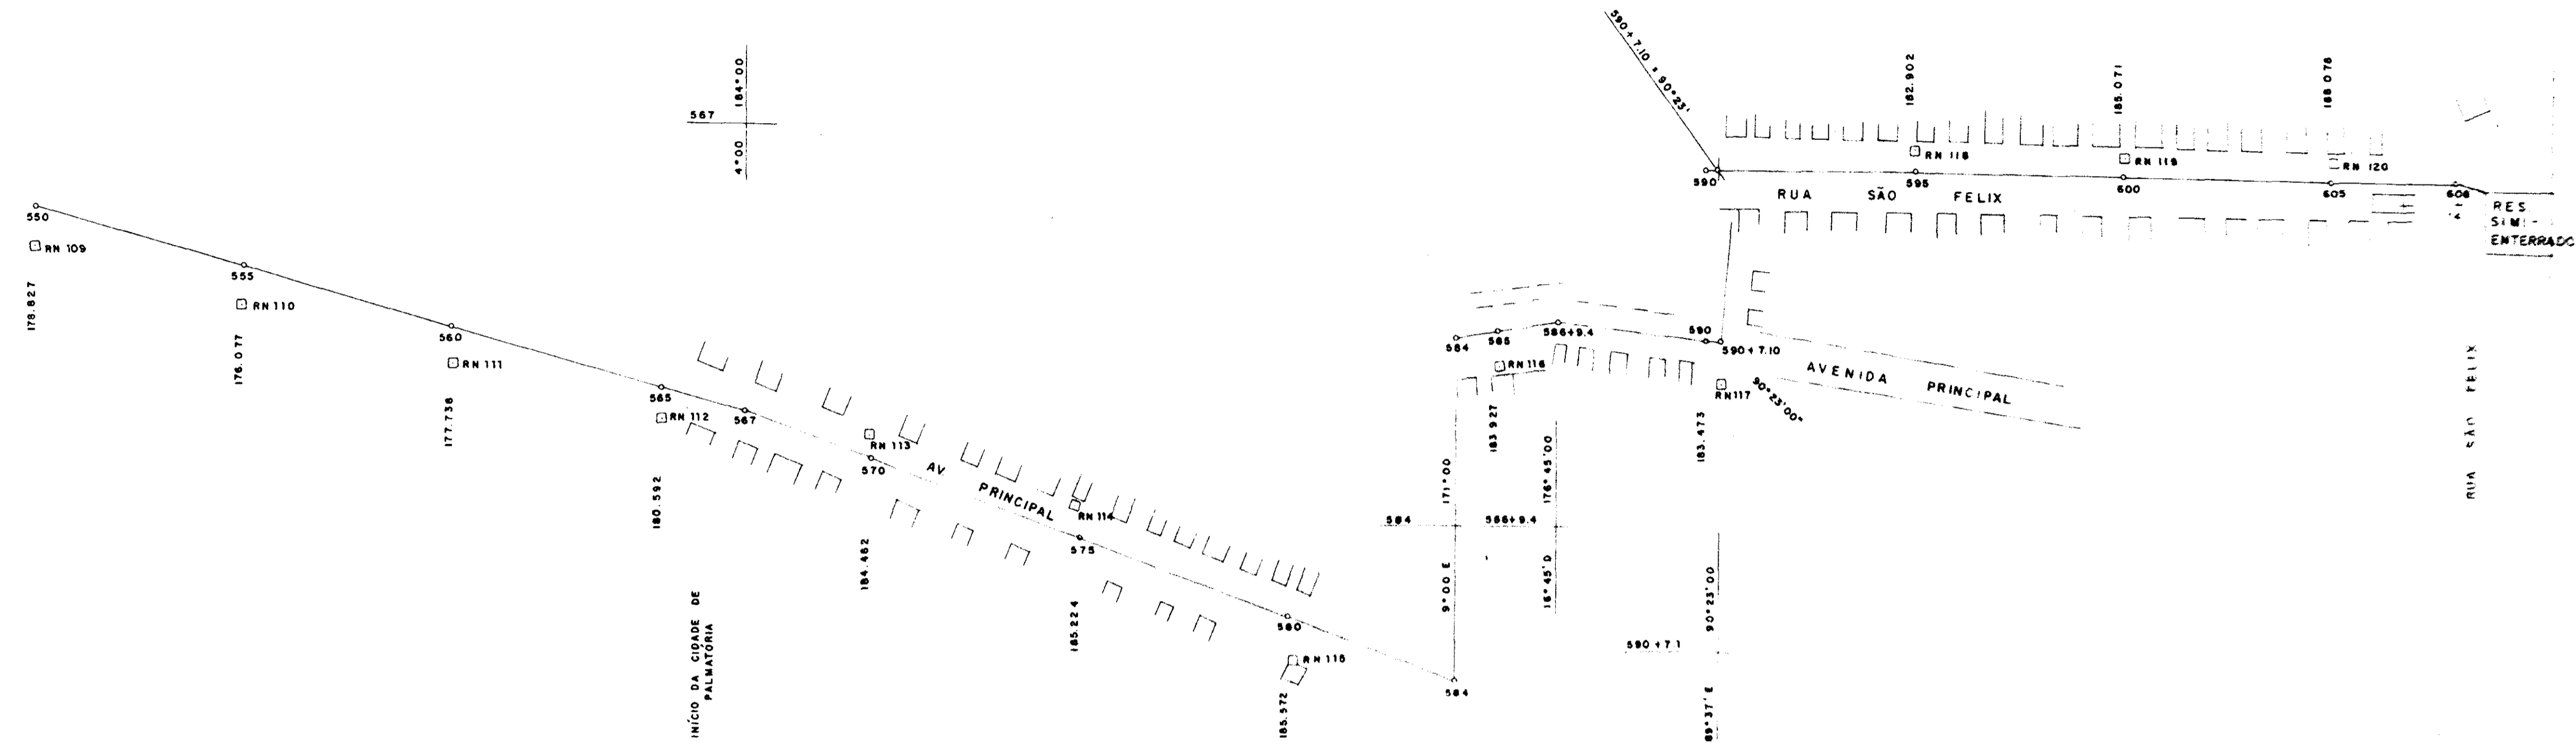 550
RN 109
178.827
555
RN 110
176.077
560
RN 111
177.736
565
RN 112
180.592
567
184°00
4°00
567
INÍCIO DA CIDADE DE
PALMATÓRIA
RN 113
570
184.462
AV PRINCIPAL
RN 114
575
185.224
580
RN 115
185.572
584
584
171°00
9°00 E
584
585
RN 116
183 927
586+9.4
586+9.4
176°45'00
16°45' D
590
590+7.10
RN 117
183.473
90°23'00"
590+7.1
90°23'00
89°37' E
AVENIDA PRINCIPAL
590+7.10 = 90°23'
590
RUA SÃO FELIX
RN 118
182.902
595
RN 119
185.071
600
RN 120
188 078
605
608
RES
SIMI-
ENTERRADO
RUA SÃO FELIX